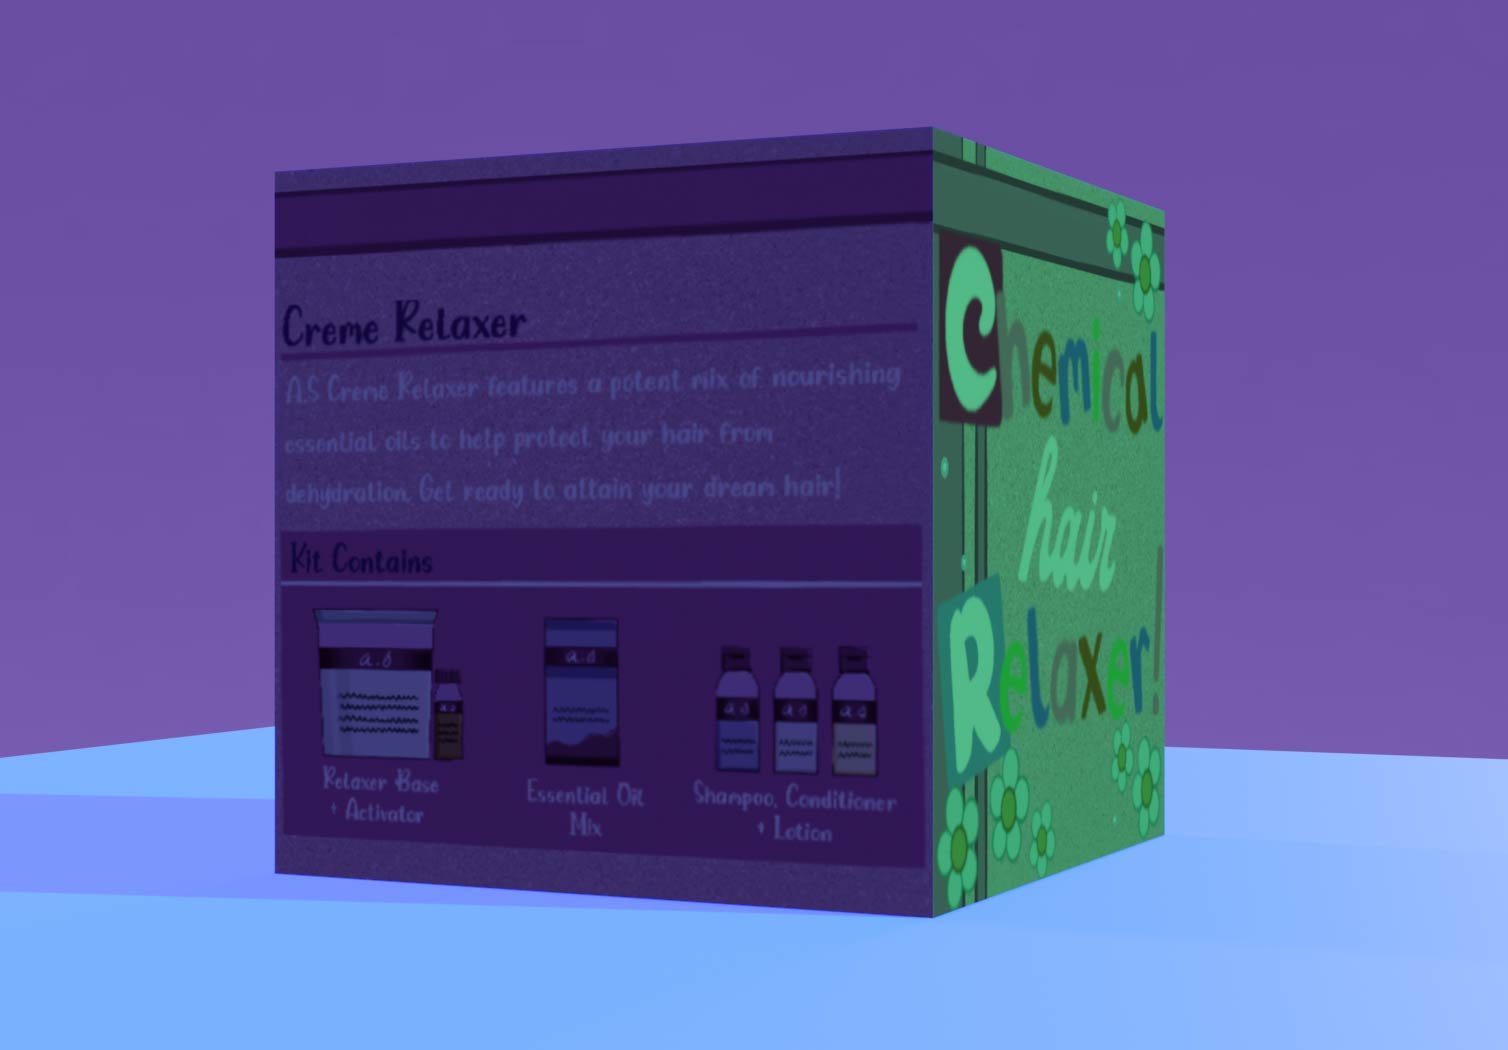 Creme Relaxer
A.S Creme Relaxer features a potent mix of nourishing
essential oils to help protect your hair from
dehydration. Get ready to attain your dream hair!
Kit Contains
a.s
a.s
a.s
a.s
a.s
a.s
Relaxer Base
+ Activator
Essential Oil
Mix
Shampoo, Conditioner
+ Lotion
Chemical
hair
Relaxer!